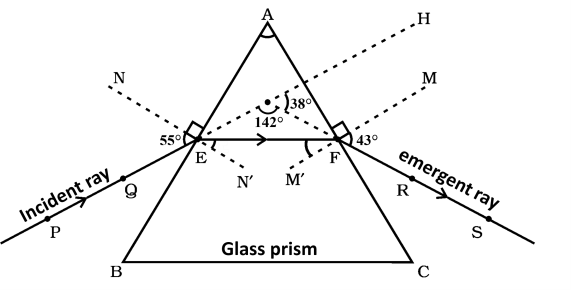 A
H
N
M
38°
142°
55°
43°
E
F
N′
M′
Incident ray
emergent ray
Q
R
P
S
Glass prism
B
C